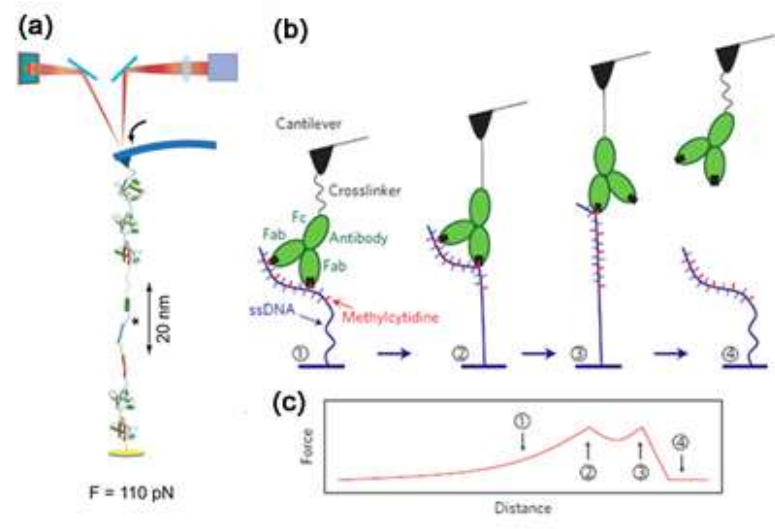 (a)
20 nm
*
F = 110 pN
(b)
Cantilever
Crosslinker
Fc
Fab
Antibody
Fab
ssDNA
Methylcytidine
①
②
③
④
(c)
Force
①
②
③
④
Distance